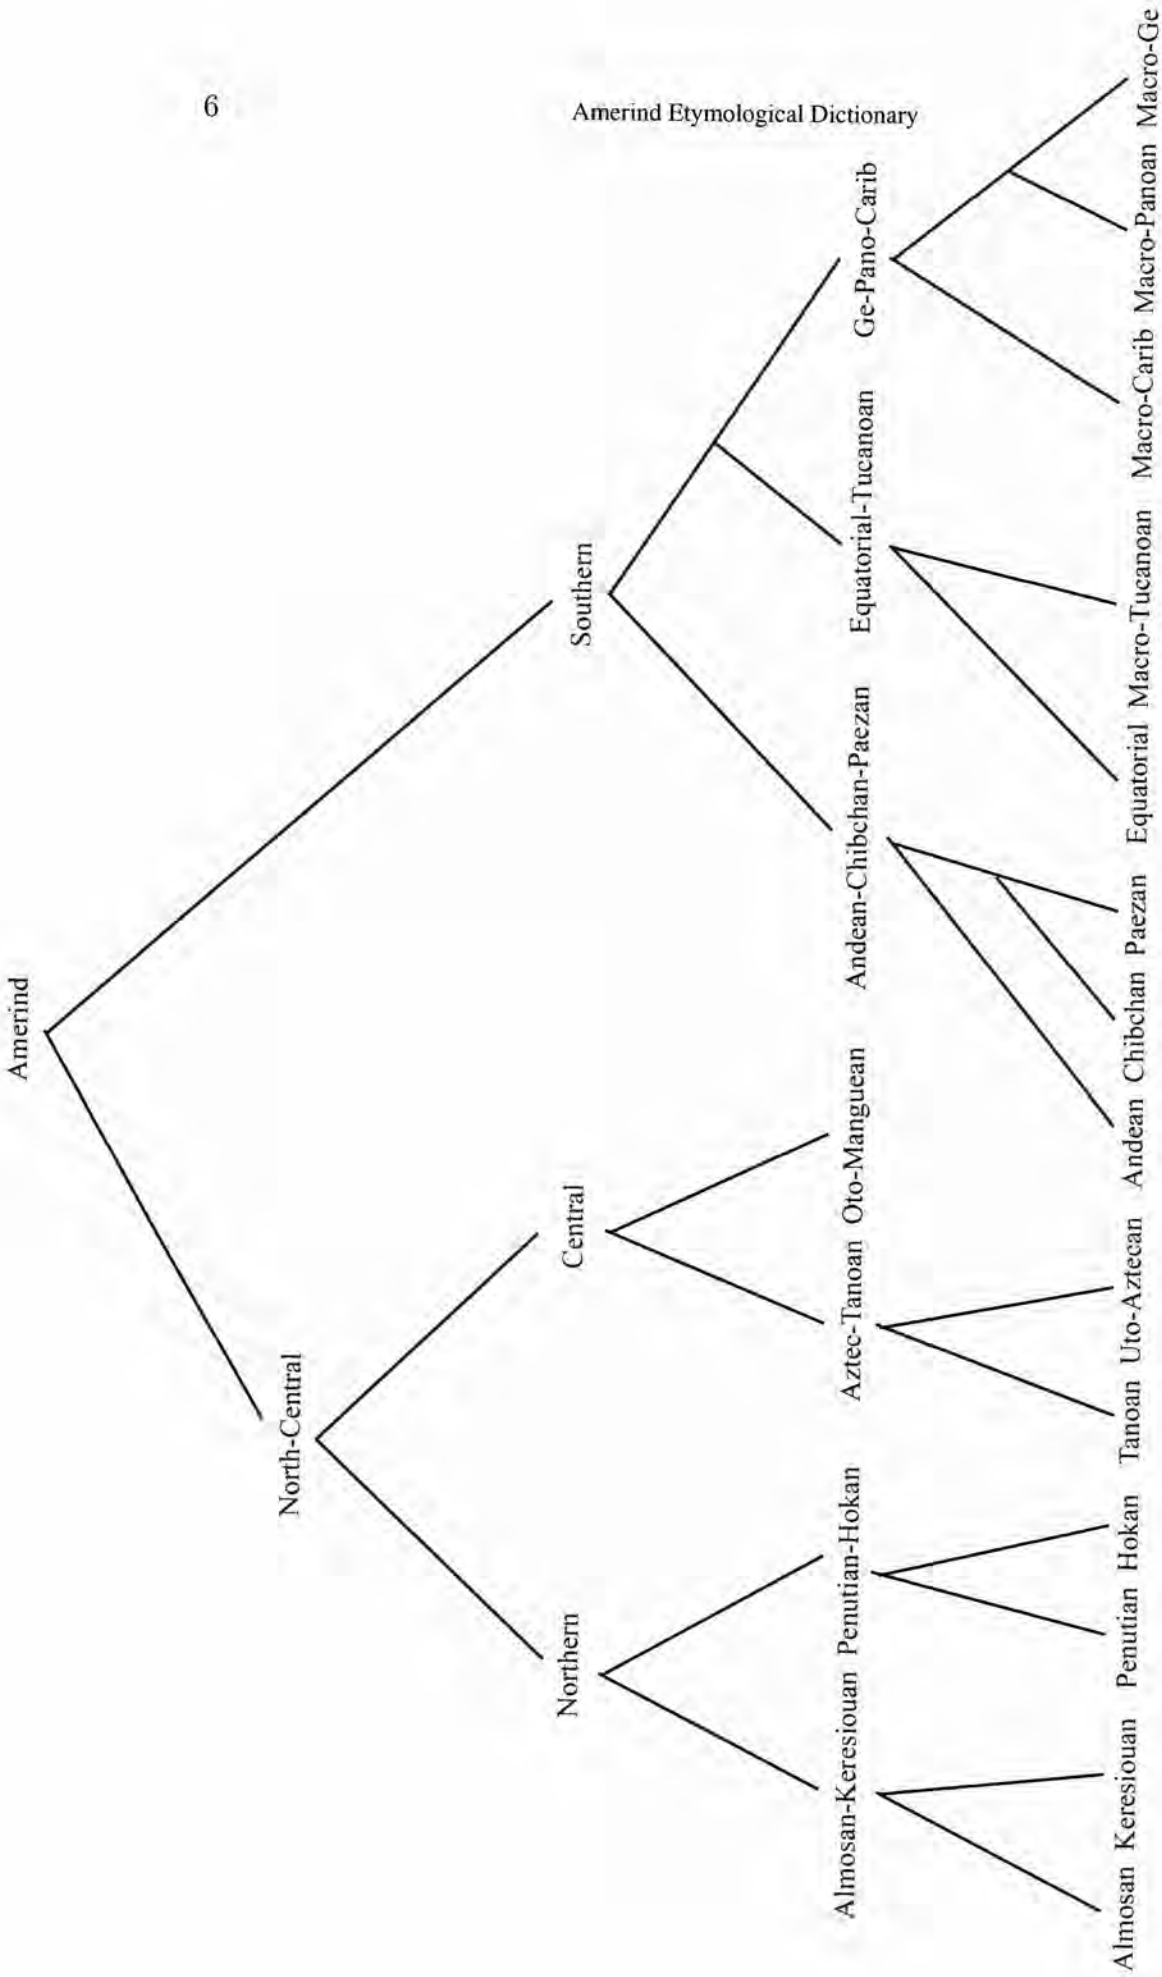 6
Amerind Etymological Dictionary
Amerind
North-Central
Southern
Northern
Central
Almosan-Keresiouan
Penutian-Hokan
Aztec-Tanoan
Oto-Manguean
Andean-Chibchan-Paezan
Equatorial-Tucanoan
Ge-Pano-Carib
Almosan
Keresiouan
Penutian
Hokan
Tanoan
Uto-Aztecan
Andean
Chibchan
Paezan
Equatorial
Macro-Tucanoan
Macro-Carib
Macro-Panoan
Macro-Ge